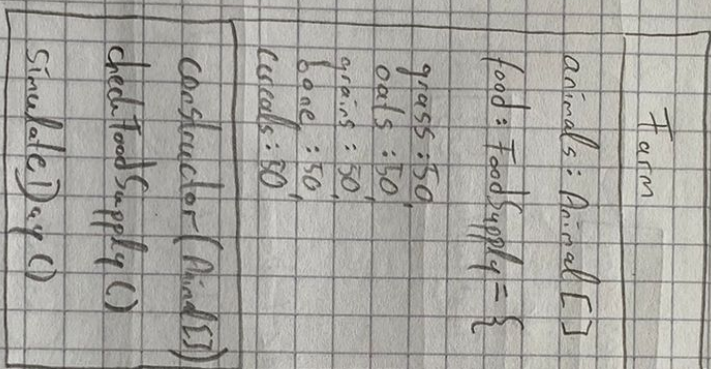 Farm
animals: Animal[]
food: FoodSupply = {
grass: 50,
oats: 50,
grains: 50,
bone: 50,
cereals: 50,
constructor(Animal[])
checkFoodSupply()
SimulateDay()